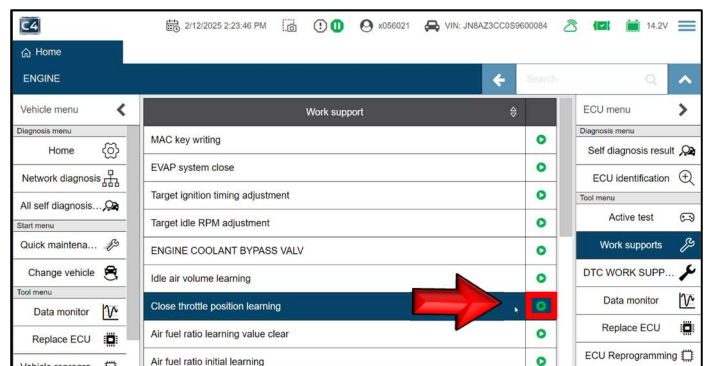 C4
2/12/2025 2:23:46 PM
x056021
VIN: JN8AZ3CC0S9600084
14.2V
Home
ENGINE
Search
Vehicle menu
Diagnosis menu
Home
Network diagnosis
All self diagnosis...
Start menu
Quick maintena...
Change vehicle
Tool menu
Data monitor
Replace ECU
Work support
MAC key writing
EVAP system close
Target ignition timing adjustment
Target idle RPM adjustment
ENGINE COOLANT BYPASS VALV
Idle air volume learning
Close throttle position learning
Air fuel ratio learning value clear
Air fuel ratio initial learning
ECU menu
Diagnosis menu
Self diagnosis result
ECU identification
Tool menu
Active test
Work supports
DTC WORK SUPP...
Data monitor
Replace ECU
ECU Reprogramming